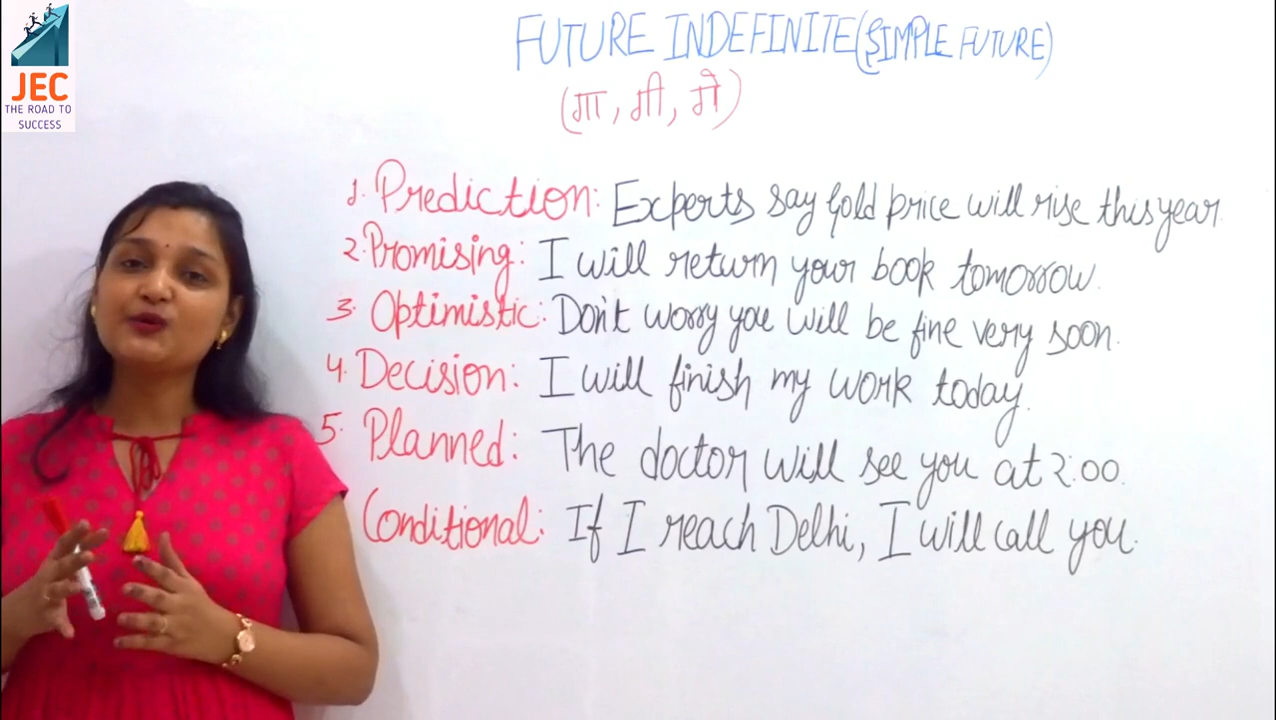 JEC
THE ROAD TO
SUCCESS
FUTURE INDEFINITE (SIMPLE FUTURE)
(गा, गी, गे)
1. Prediction: Experts say Gold price will rise this year
2. Promising: I will return your book tomorrow.
3. Optimistic: Don't worry you will be fine very soon.
4. Decision: I will finish my work today.
5. Planned: The doctor will see you at 2:00.
Conditional: If I reach Delhi, I will call you.